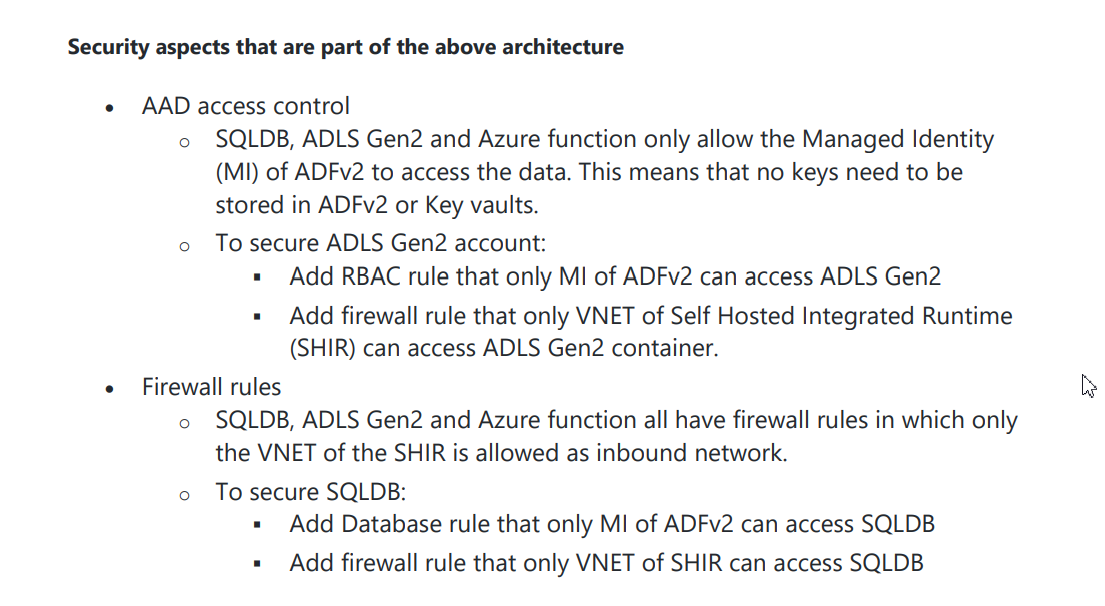 Security aspects that are part of the above architecture
• AAD access control
o SQLDB, ADLS Gen2 and Azure function only allow the Managed Identity
(MI) of ADFv2 to access the data. This means that no keys need to be
stored in ADFv2 or Key vaults.
o To secure ADLS Gen2 account:
▪ Add RBAC rule that only MI of ADFv2 can access ADLS Gen2
▪ Add firewall rule that only VNET of Self Hosted Integrated Runtime
(SHIR) can access ADLS Gen2 container.
• Firewall rules
o SQLDB, ADLS Gen2 and Azure function all have firewall rules in which only
the VNET of the SHIR is allowed as inbound network.
o To secure SQLDB:
▪ Add Database rule that only MI of ADFv2 can access SQLDB
▪ Add firewall rule that only VNET of SHIR can access SQLDB